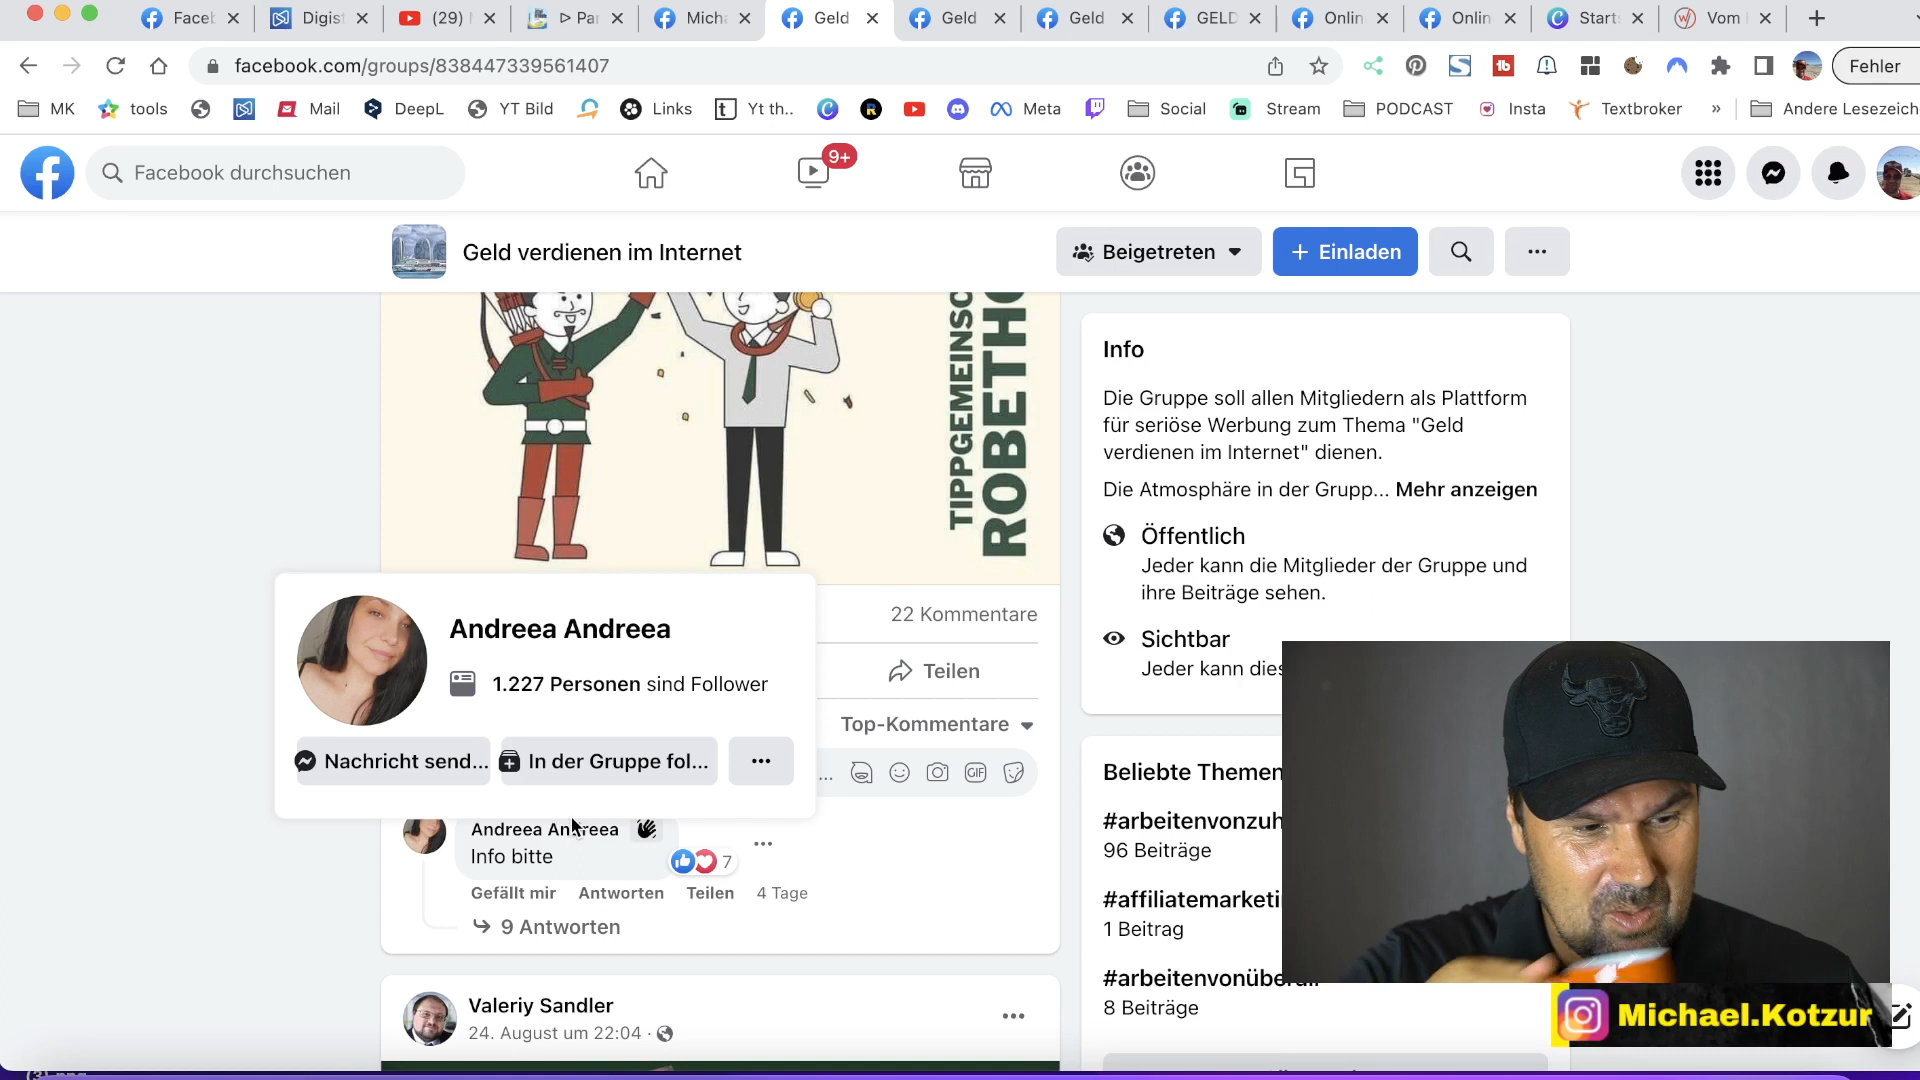 Facel
Digis
(29)
ᐅ Par
Micha
Geld
Geld
Geld
GELD
Onlin
Onlin
Start
Vom
facebook.com/groups/838447339561407
Fehler
MK
tools
Mail
DeepL
YT Bild
Links
Yt th..
Meta
Social
Stream
PODCAST
Insta
Textbroker
»
Andere Lesezeich
Facebook durchsuchen
9+
Geld verdienen im Internet
Beigetreten
+ Einladen
TIPPGEMEINSC
ROBETHO
Info
Die Gruppe soll allen Mitgliedern als Plattform
für seriöse Werbung zum Thema "Geld
verdienen im Internet" dienen.
Die Atmosphäre in der Grupp... Mehr anzeigen
Öffentlich
Jeder kann die Mitglieder der Gruppe und
ihre Beiträge sehen.
Sichtbar
Jeder kann dies
Andreea Andreea
1.227 Personen sind Follower
Nachricht send...
In der Gruppe fol...
22 Kommentare
Teilen
Top-Kommentare
GIF
Andreea Andreea
Info bitte
7
Gefällt mir Antworten Teilen 4 Tage
9 Antworten
Valeriy Sandler
24. August um 22:04 ·
Beliebte Themen
#arbeitenvonzuh
96 Beiträge
#affiliatemarketi
1 Beitrag
#arbeitenvonüberall
8 Beiträge
Michael.Kotzur